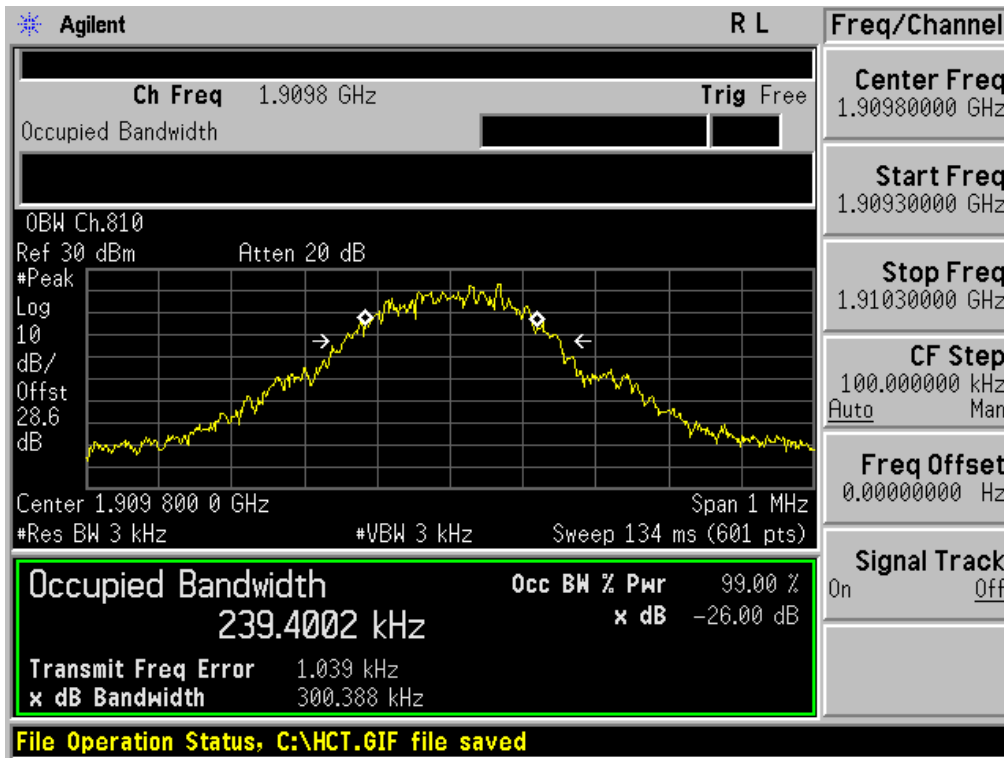 Agilent R L
Ch Freq 1.9098 GHz Trig Free
Occupied Bandwidth
OBW Ch.810
Ref 30 dBm Atten 20 dB
#Peak
Log
10
dB/
Offst
28.6
dB
Center 1.909 800 0 GHz Span 1 MHz
#Res BW 3 kHz #VBW 3 kHz Sweep 134 ms (601 pts)
Occupied Bandwidth Occ BW % Pwr 99.00 %
239.4002 kHz x dB -26.00 dB
Transmit Freq Error 1.039 kHz
x dB Bandwidth 300.388 kHz
File Operation Status, C:\HCT.GIF file saved
Freq/Channel
Center Freq
1.90980000 GHz
Start Freq
1.90930000 GHz
Stop Freq
1.91030000 GHz
CF Step
100.000000 kHz
Auto Man
Freq Offset
0.00000000 Hz
Signal Track
On Off